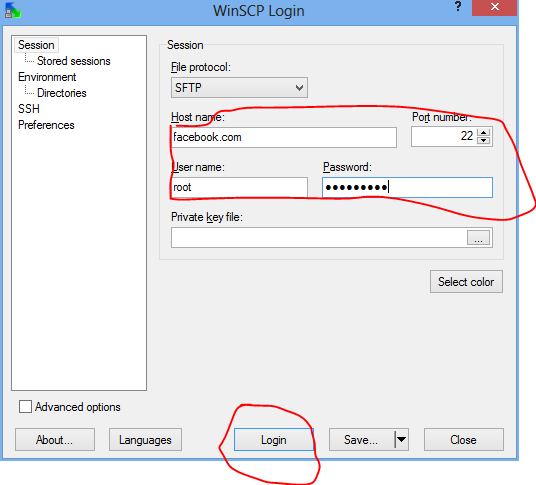 WinSCP Login
?
Session
Stored sessions
Environment
Directories
SSH
Preferences
Session
File protocol:
SFTP
Host name:
Port number:
facebook.com
22
User name:
Password:
root
●●●●●●●●●
Private key file:
...
Select color
Advanced options
About...
Languages
Login
Save...
Close